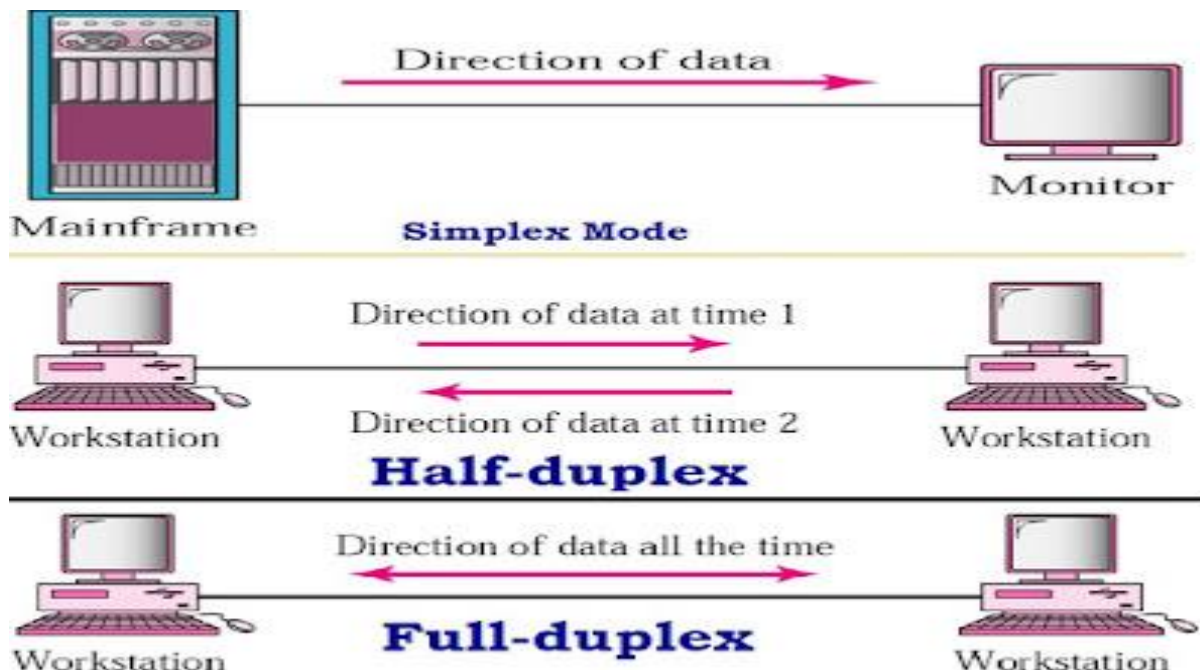 Direction of data
Mainframe
Monitor
Simplex Mode
Direction of data at time 1
Direction of data at time 2
Workstation
Workstation
Half-duplex
Direction of data all the time
Full-duplex
Workstation
Workstation